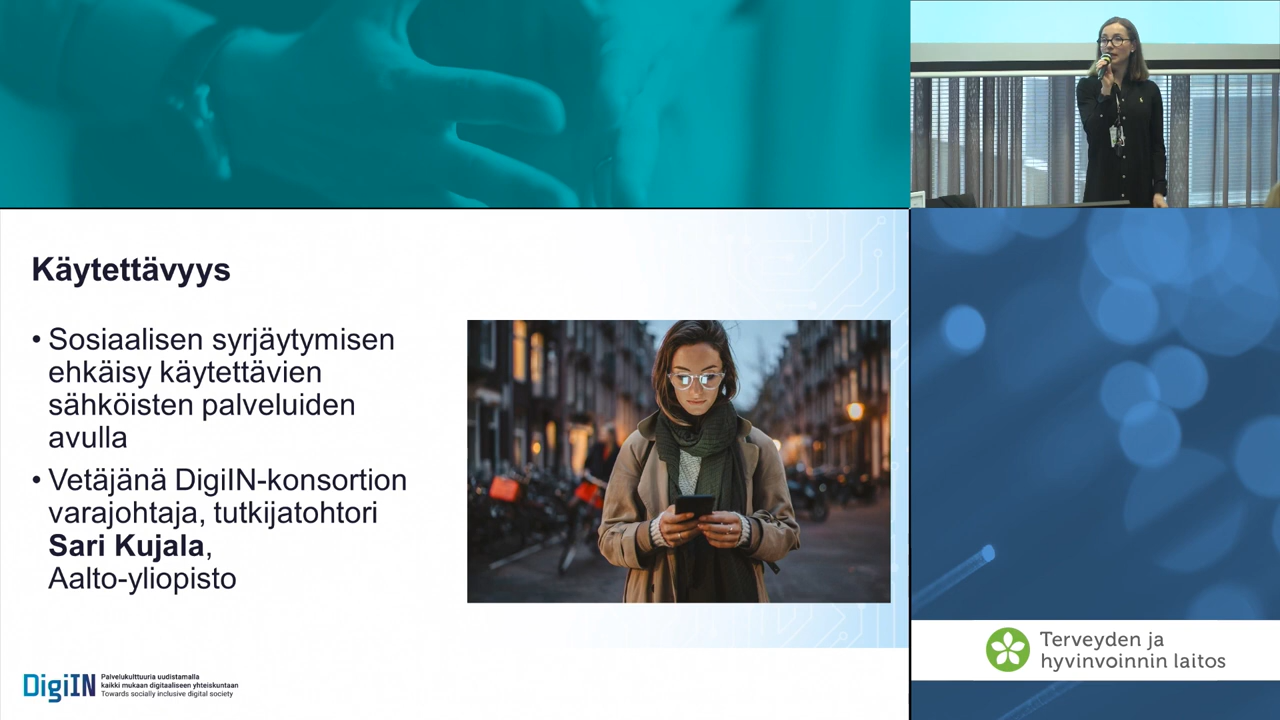 Käytettävyys
• Sosiaalisen syrjäytymisen
ehkäisy käytettävien
sähköisten palveluiden
avulla
• Vetäjänä DigiIN-konsortion
varajohtaja, tutkijatohtori
Sari Kujala,
Aalto-yliopisto
DigiIN
Palvelukulttuuria uudistamalla
kaikki mukaan digitaaliseen yhteiskuntaan
Towards socially inclusive digital society
Terveyden ja
hyvinvoinnin laitos